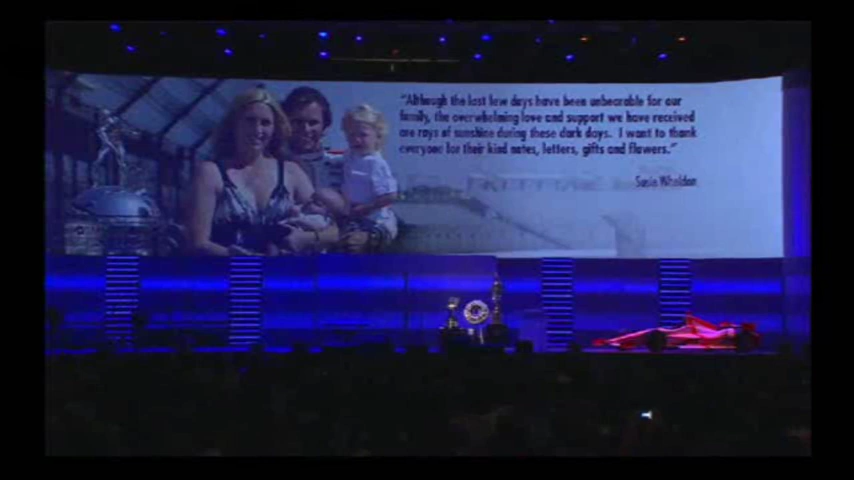 "Although the last few days have been unbearable for our
family, the overwhelming love and support we have received
are rays of sunshine during these dark days. I want to thank
everyone for their kind notes, letters, gifts and flowers."
Susie Wheldon